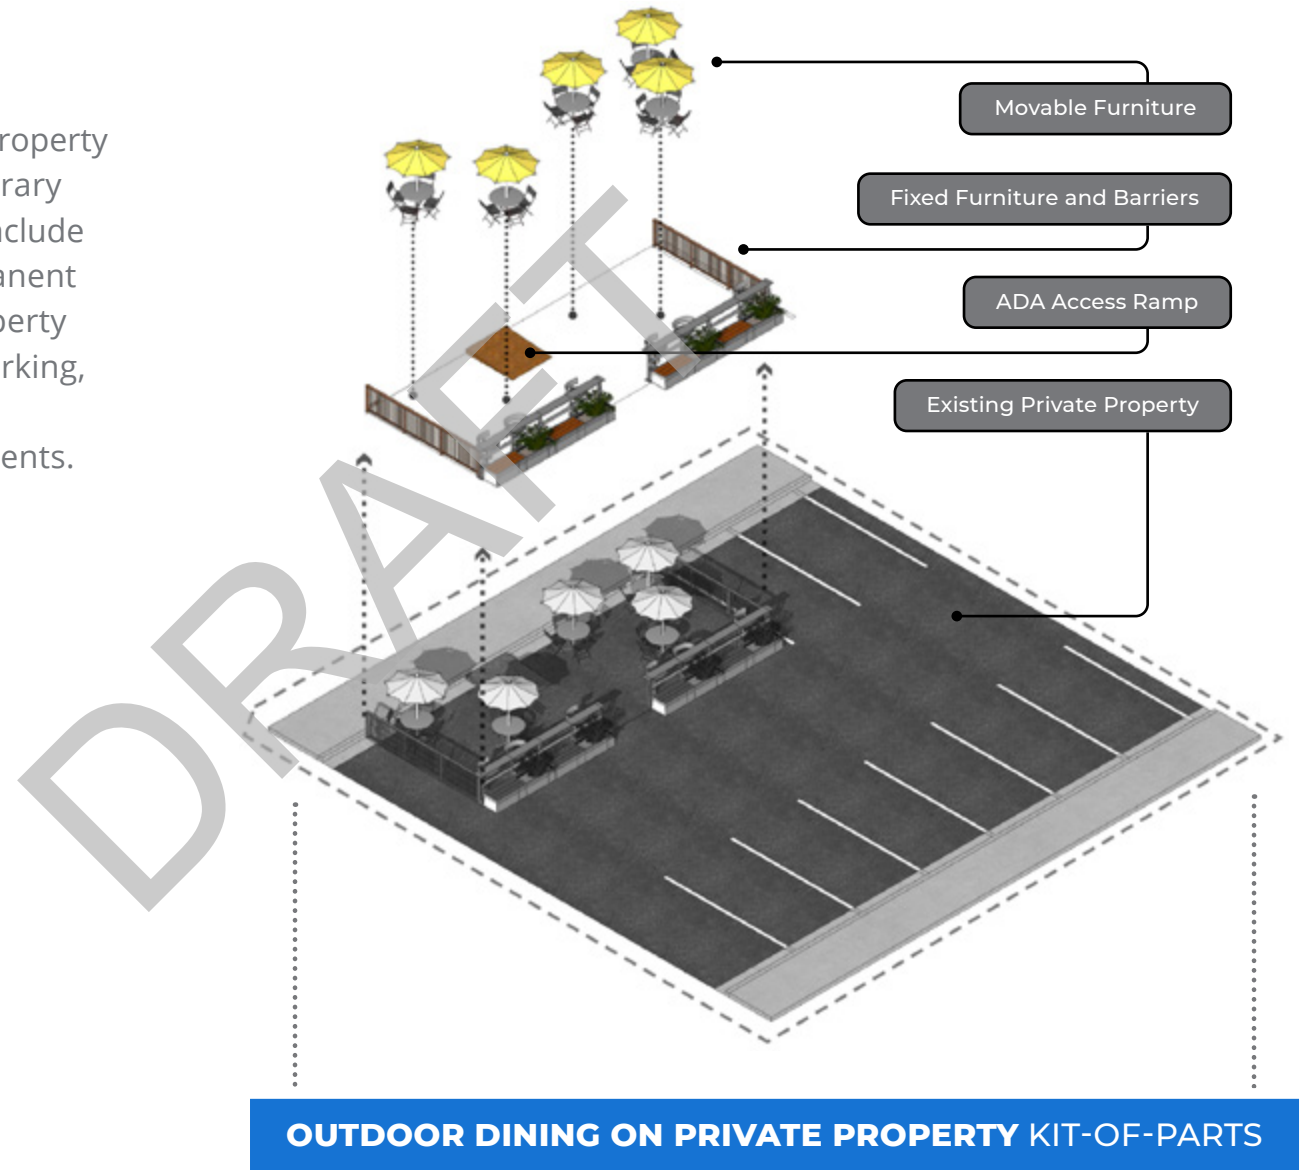 roperty
rary
nclude
anent
perty
rking,
ents.
Movable Furniture
Fixed Furniture and Barriers
ADA Access Ramp
Existing Private Property
DRAFT
OUTDOOR DINING ON PRIVATE PROPERTY KIT-OF-PARTS